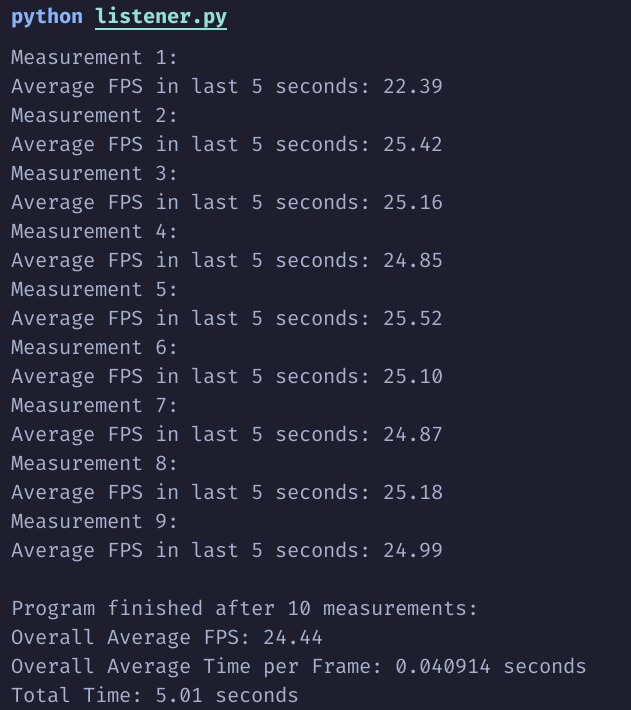 python listener.py
Measurement 1:
Average FPS in last 5 seconds: 22.39
Measurement 2:
Average FPS in last 5 seconds: 25.42
Measurement 3:
Average FPS in last 5 seconds: 25.16
Measurement 4:
Average FPS in last 5 seconds: 24.85
Measurement 5:
Average FPS in last 5 seconds: 25.52
Measurement 6:
Average FPS in last 5 seconds: 25.10
Measurement 7:
Average FPS in last 5 seconds: 24.87
Measurement 8:
Average FPS in last 5 seconds: 25.18
Measurement 9:
Average FPS in last 5 seconds: 24.99
Program finished after 10 measurements:
Overall Average FPS: 24.44
Overall Average Time per Frame: 0.040914 seconds
Total Time: 5.01 seconds